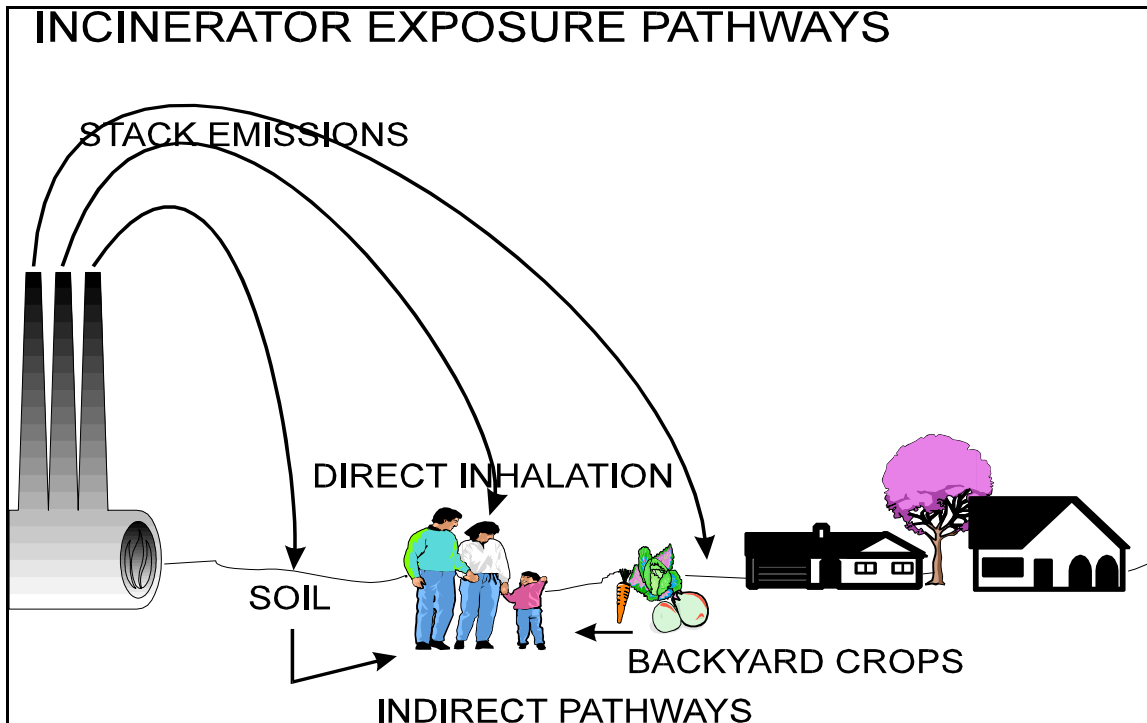 INCINERATOR EXPOSURE PATHWAYS
STACK EMISSIONS
DIRECT INHALATION
SOIL
BACKYARD CROPS
INDIRECT PATHWAYS